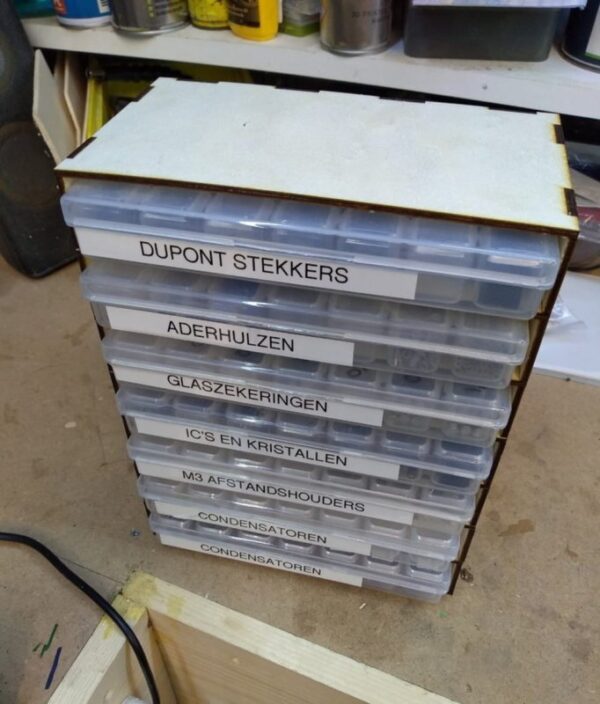 DUPONT STEKKERS
ADERHULZEN
GLASZEKERINGEN
IC'S EN KRISTALLEN
M3 AFSTANDSHOUDERS
CONDENSATOREN
CONDENSATOREN